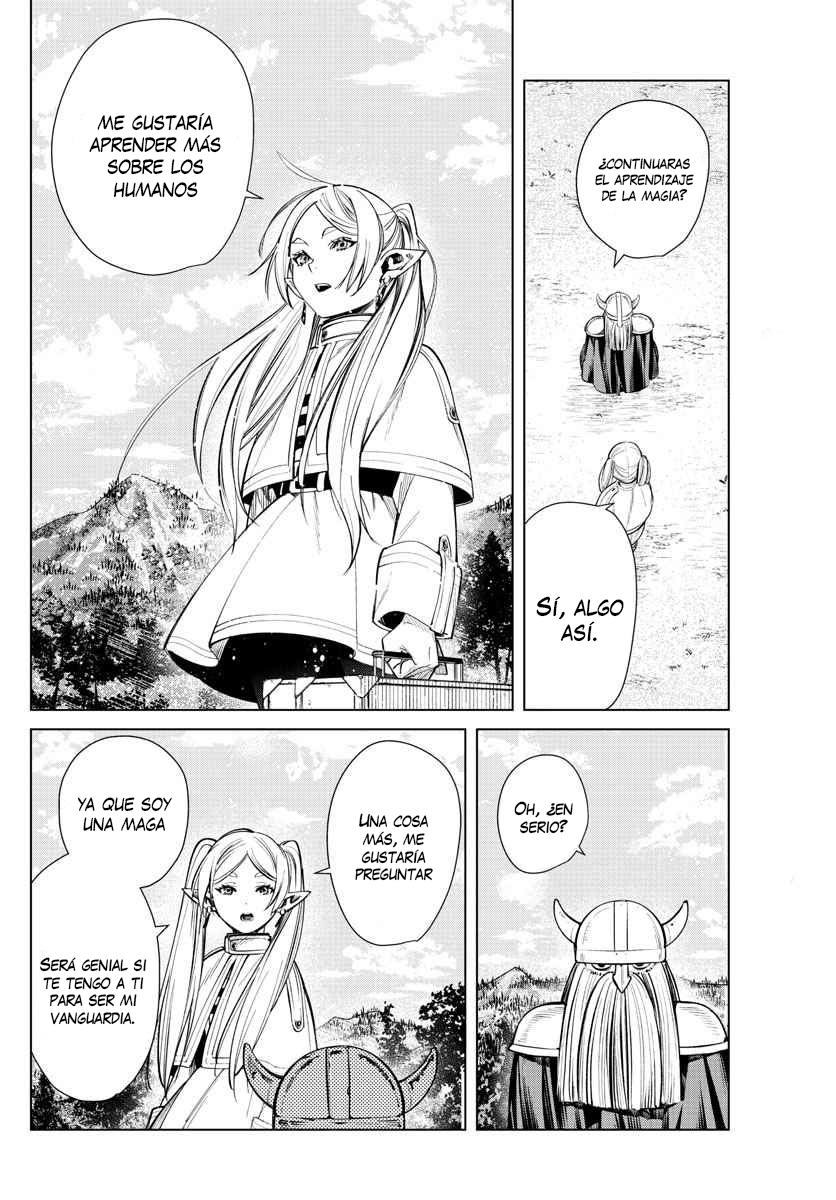 ¿CONTINUARAS
EL APRENDIZAJE
DE LA MAGIA?
SÍ, ALGO
ASÍ.
ME GUSTARÍA
APRENDER MÁS
SOBRE LOS
HUMANOS
OH, ¿EN
SERIO?
UNA COSA
MÁS, ME
GUSTARÍA
PREGUNTAR
YA QUE SOY
UNA MAGA
SERÁ GENIAL SI
TE TENGO A TI
PARA SER MI
VANGUARDIA.